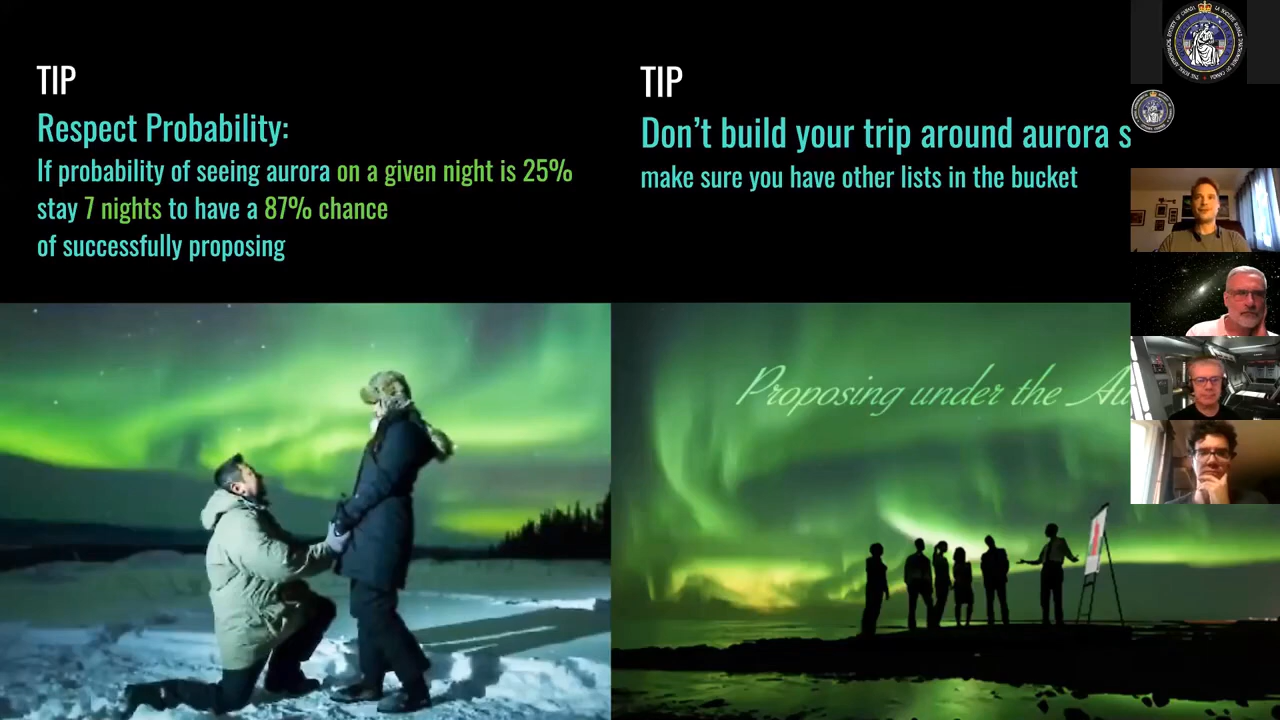 TIP
Respect Probability:
If probability of seeing aurora on a given night is 25%
stay 7 nights to have a 87% chance
of successfully proposing
TIP
Don’t build your trip around aurora s
make sure you have other lists in the bucket
Proposing under the Au